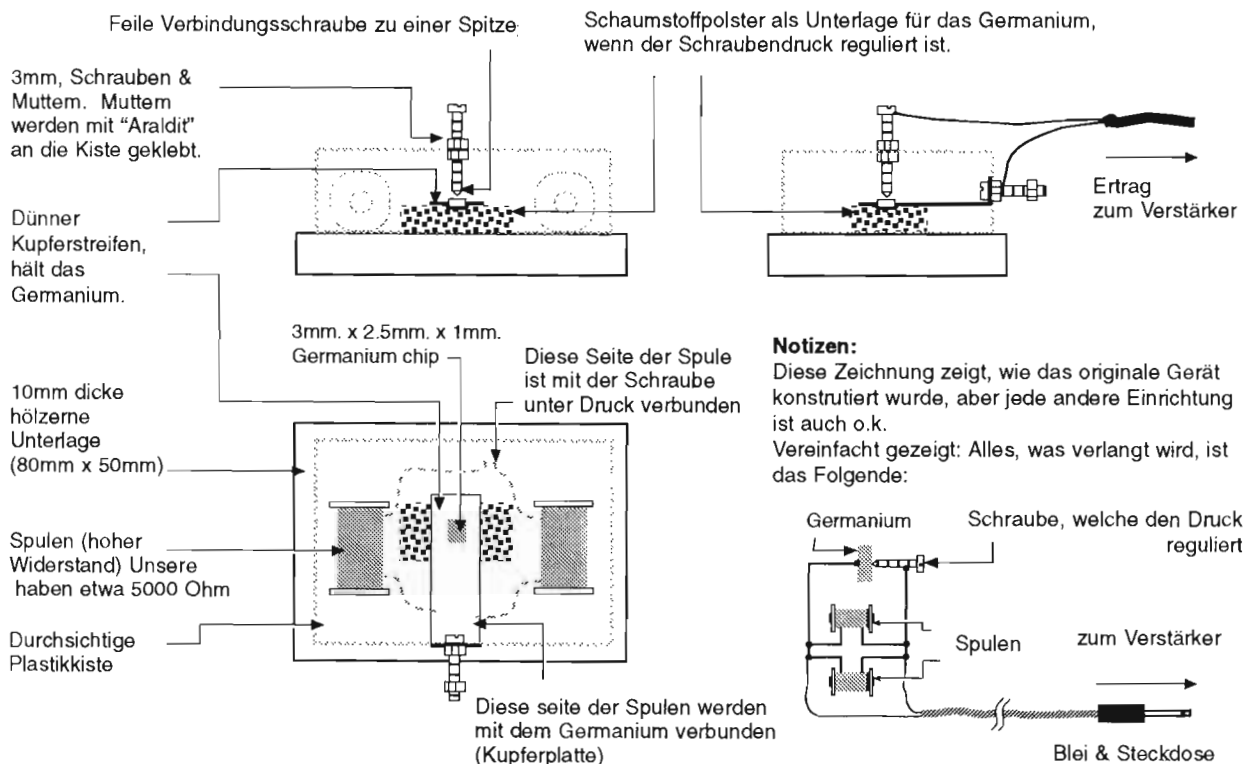 Feile Verbindungsschraube zu einer Spitze
Schaumstoffpolster als Unterlage für das Germanium,
wenn der Schraubendruck reguliert ist.
3mm, Schrauben &
Muttern. Muttern
werden mit "Araldit"
an die Kiste geklebt.
Ertrag
zum Verstärker
Dünner
Kupferstreifen,
hält das
Germanium.
3mm. x 2.5mm. x 1mm.
Germanium chip
Diese Seite der Spule
ist mit der Schraube
unter Druck verbunden
Notizen:
Diese Zeichnung zeigt, wie das originale Gerät
konstrutiert wurde, aber jede andere Einrichtung
ist auch o.k.
Vereinfacht gezeigt: Alles, was verlangt wird, ist
das Folgende:
10mm dicke
hölzerne
Unterlage
(80mm x 50mm)
Spulen (hoher
Widerstand) Unsere
haben etwa 5000 Ohm
Durchsichtige
Plastikkiste
Diese seite der Spulen werden
mit dem Germanium verbunden
(Kupferplatte)
Germanium
Schraube, welche den Druck
reguliert
Spulen
zum Verstärker
Blei & Steckdose